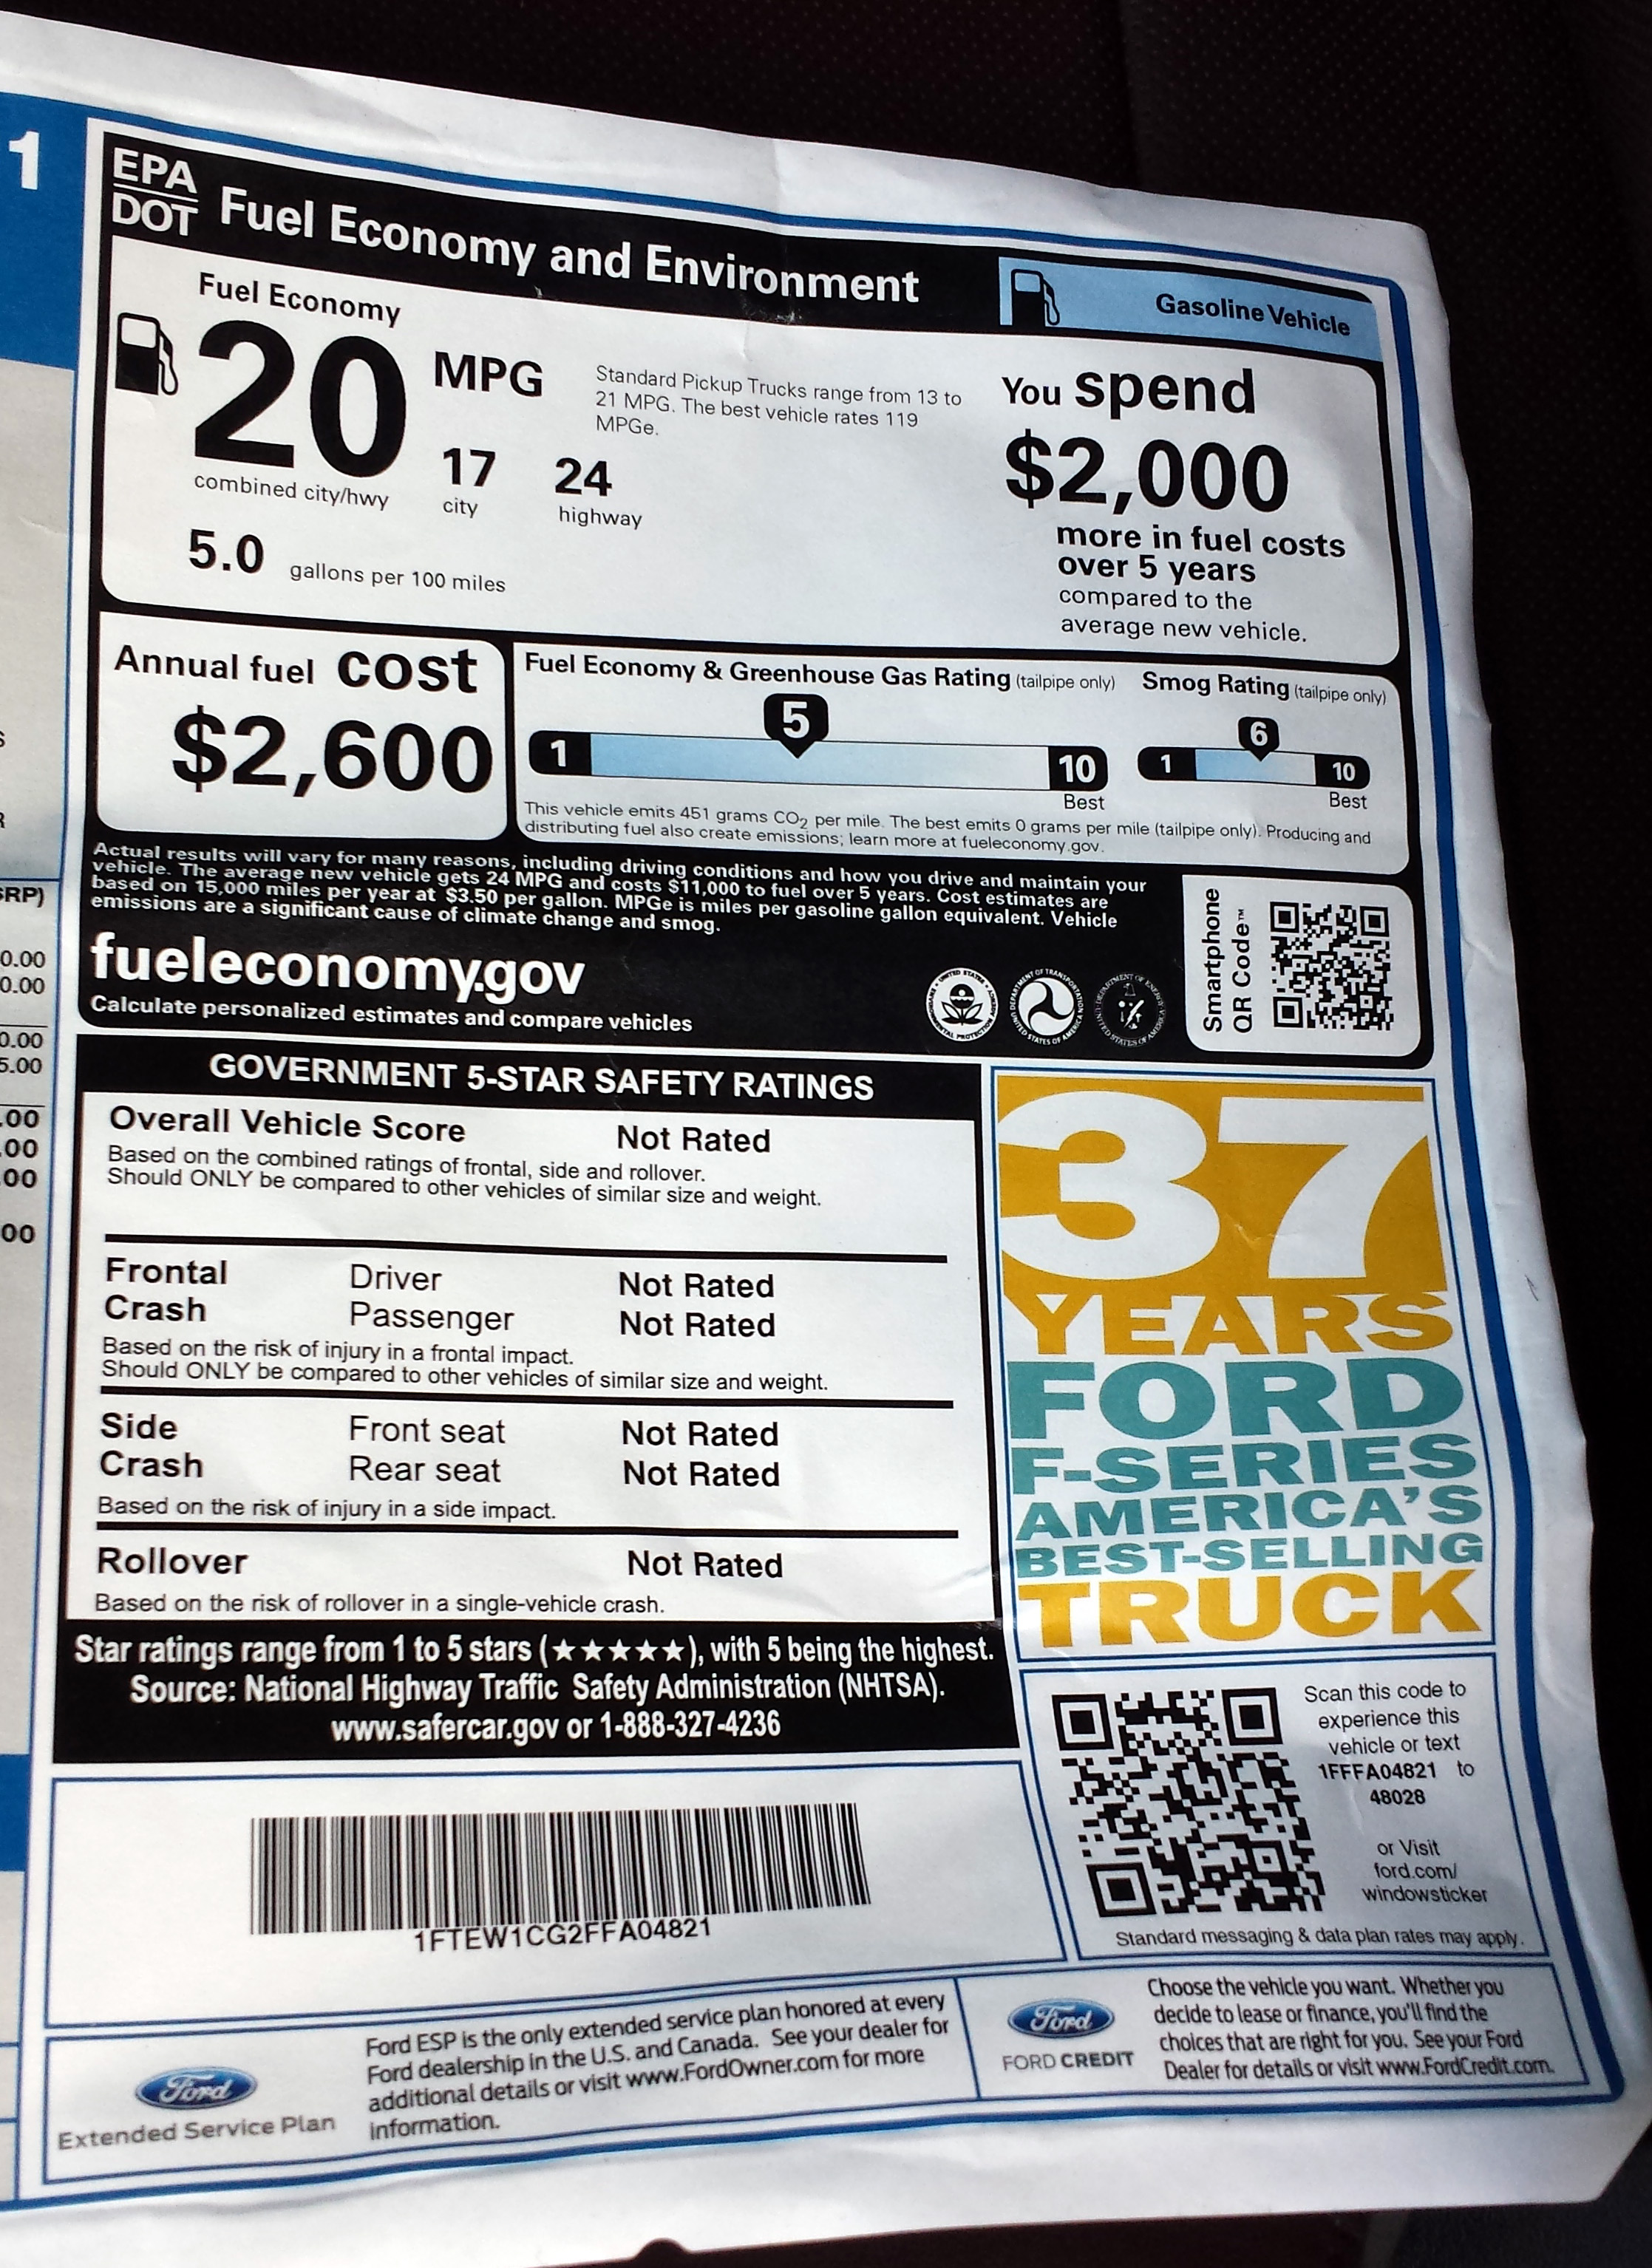 1
EPA
DOT
Fuel Economy and Environment
Gasoline Vehicle
Fuel Economy
20 MPG
combined city/hwy
17
city
24
highway
5.0 gallons per 100 miles
Standard Pickup Trucks range from 13 to
21 MPG. The best vehicle rates 119
MPGe.
You spend
$2,000
more in fuel costs
over 5 years
compared to the
average new vehicle.
Annual fuel cost
$2,600
Fuel Economy & Greenhouse Gas Rating (tailpipe only)
5
1
10
Best
Smog Rating (tailpipe only)
6
1
10
Best
This vehicle emits 451 grams CO2 per mile. The best emits 0 grams per mile (tailpipe only). Producing and
distributing fuel also create emissions; learn more at fueleconomy.gov.
Actual results will vary for many reasons, including driving conditions and how you drive and maintain your
vehicle. The average new vehicle gets 24 MPG and costs $11,000 to fuel over 5 years. Cost estimates are
based on 15,000 miles per year at $3.50 per gallon. MPGe is miles per gasoline gallon equivalent. Vehicle
emissions are a significant cause of climate change and smog.
fueleconomy.gov
Calculate personalized estimates and compare vehicles
Smartphone
QR Code™
SRP)
0.00
0.00
0.00
5.00
.00
.00
.00
00
GOVERNMENT 5-STAR SAFETY RATINGS
Overall Vehicle Score Not Rated
Based on the combined ratings of frontal, side and rollover.
Should ONLY be compared to other vehicles of similar size and weight.
Frontal Driver Not Rated
Crash Passenger Not Rated
Based on the risk of injury in a frontal impact.
Should ONLY be compared to other vehicles of similar size and weight.
Side Front seat Not Rated
Crash Rear seat Not Rated
Based on the risk of injury in a side impact.
Rollover Not Rated
Based on the risk of rollover in a single-vehicle crash.
Star ratings range from 1 to 5 stars (★★★★★), with 5 being the highest.
Source: National Highway Traffic Safety Administration (NHTSA).
www.safercar.gov or 1-888-327-4236
37
YEARS
FORD
F-SERIES
AMERICA'S
BEST-SELLING
TRUCK
Scan this code to
experience this
vehicle or text
1FFFA04821 to
48028
or Visit
ford.com/
windowsticker
Standard messaging & data plan rates may apply.
1FTEW1CG2FFA04821
Ford
Extended Service Plan
Ford ESP is the only extended service plan honored at every
Ford dealership in the U.S. and Canada. See your dealer for
additional details or visit www.FordOwner.com for more
information.
Ford
FORD CREDIT
Choose the vehicle you want. Whether you
decide to lease or finance, you'll find the
choices that are right for you. See your Ford
Dealer for details or visit www.FordCredit.com.